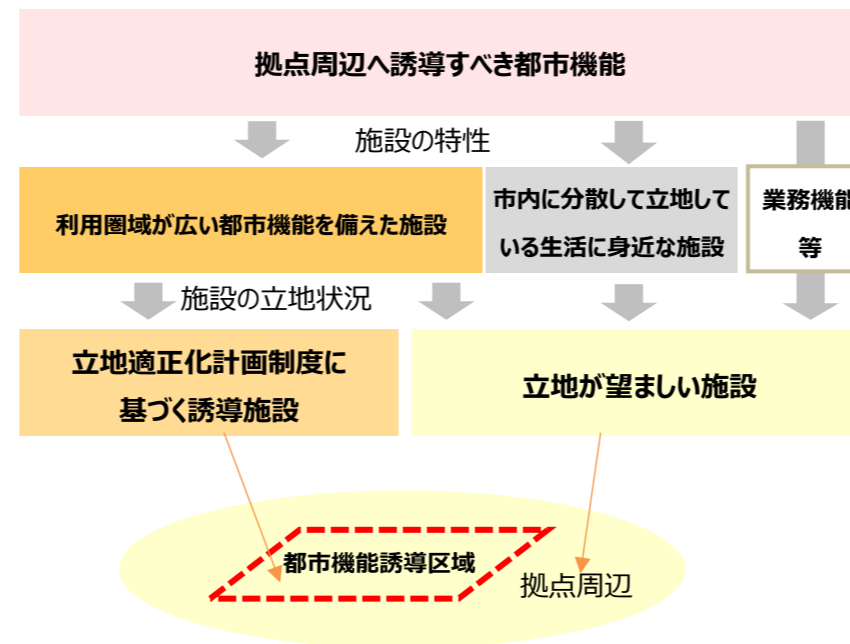 拠点周辺へ誘導すべき都市機能
施設の特性
利用圏域が広い都市機能を備えた施設
市内に分散して立地して
いる生活に身近な施設
業務機能
等
施設の立地状況
立地適正化計画制度に
基づく誘導施設
立地が望ましい施設
都市機能誘導区域
拠点周辺